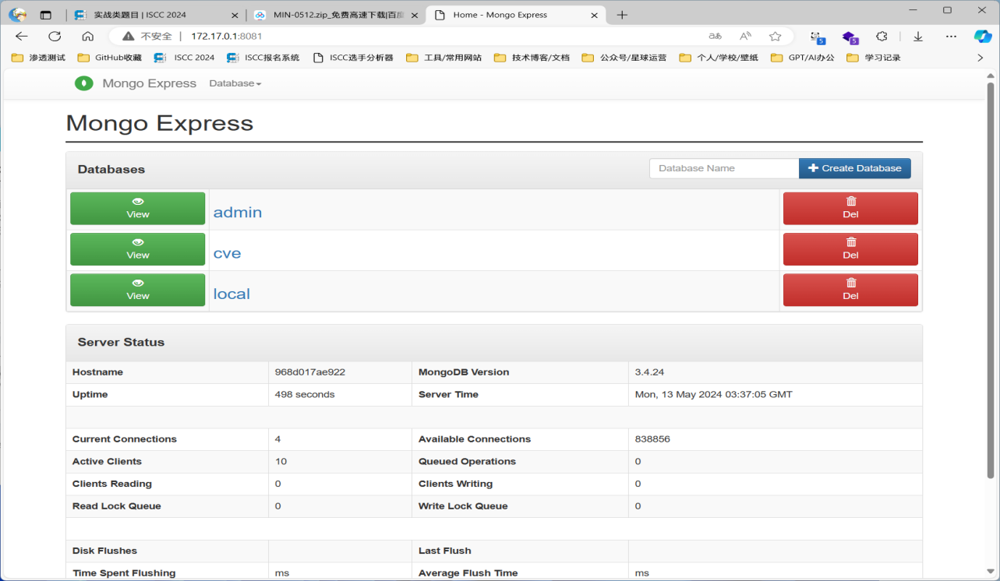 实战类题目 | ISCC 2024
MIN-0512.zip_免费高速下载|百度
Home - Mongo Express
不安全 | 172.17.0.1:8081
渗透测试 GitHub收藏 ISCC 2024 ISCC报名系统 ISCC选手分析器 工具/常用网站 技术博客/文档 公众号/星球运营 个人/学校/壁纸 GPT/AI办公 学习记录
Mongo Express Database
Mongo Express
Databases Database Name Create Database
View admin Del
View cve Del
View local Del
Server Status
Hostname 968d017ae922 MongoDB Version 3.4.24
Uptime 498 seconds Server Time Mon, 13 May 2024 03:37:05 GMT
Current Connections 4 Available Connections 838856
Active Clients 10 Queued Operations 0
Clients Reading 0 Clients Writing 0
Read Lock Queue 0 Write Lock Queue 0
Disk Flushes Last Flush
Time Spent Flushing ms Average Flush Time ms